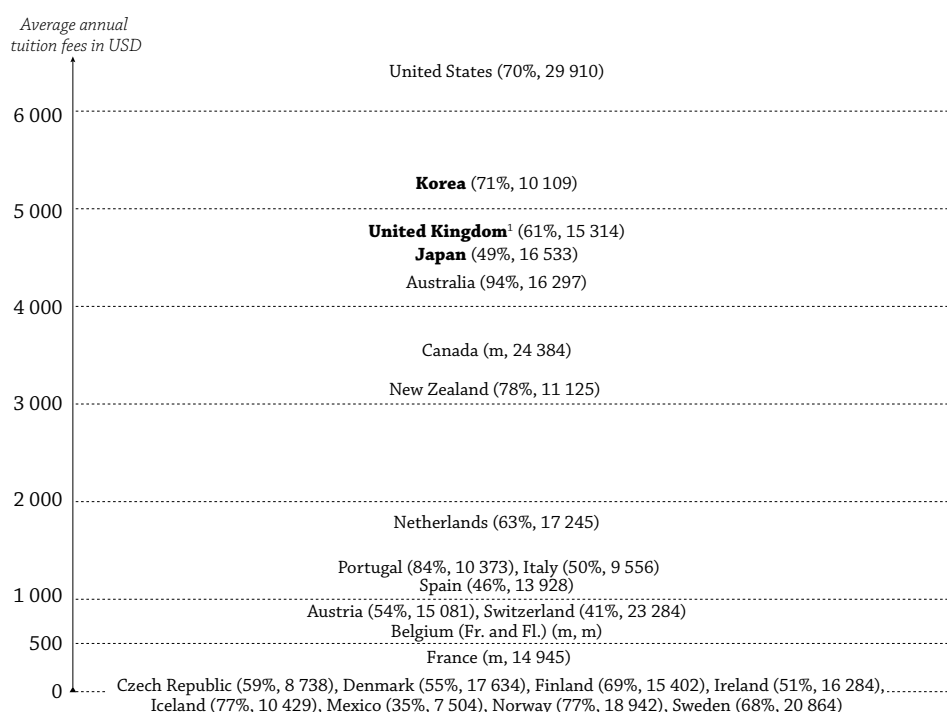 Average annual
tuition fees in USD
United States (70%, 29 910)
6 000
Korea (71%, 10 109)
5 000
United Kingdom¹ (61%, 15 314)
Japan (49%, 16 533)
Australia (94%, 16 297)
4 000
Canada (m, 24 384)
New Zealand (78%, 11 125)
3 000
2 000
Netherlands (63%, 17 245)
Portugal (84%, 10 373), Italy (50%, 9 556)
Spain (46%, 13 928)
1 000
Austria (54%, 15 081), Switzerland (41%, 23 284)
Belgium (Fr. and Fl.) (m, m)
500
France (m, 14 945)
0
Czech Republic (59%, 8 738), Denmark (55%, 17 634), Finland (69%, 15 402), Ireland (51%, 16 284),
Iceland (77%, 10 429), Mexico (35%, 7 504), Norway (77%, 18 942), Sweden (68%, 20 864)